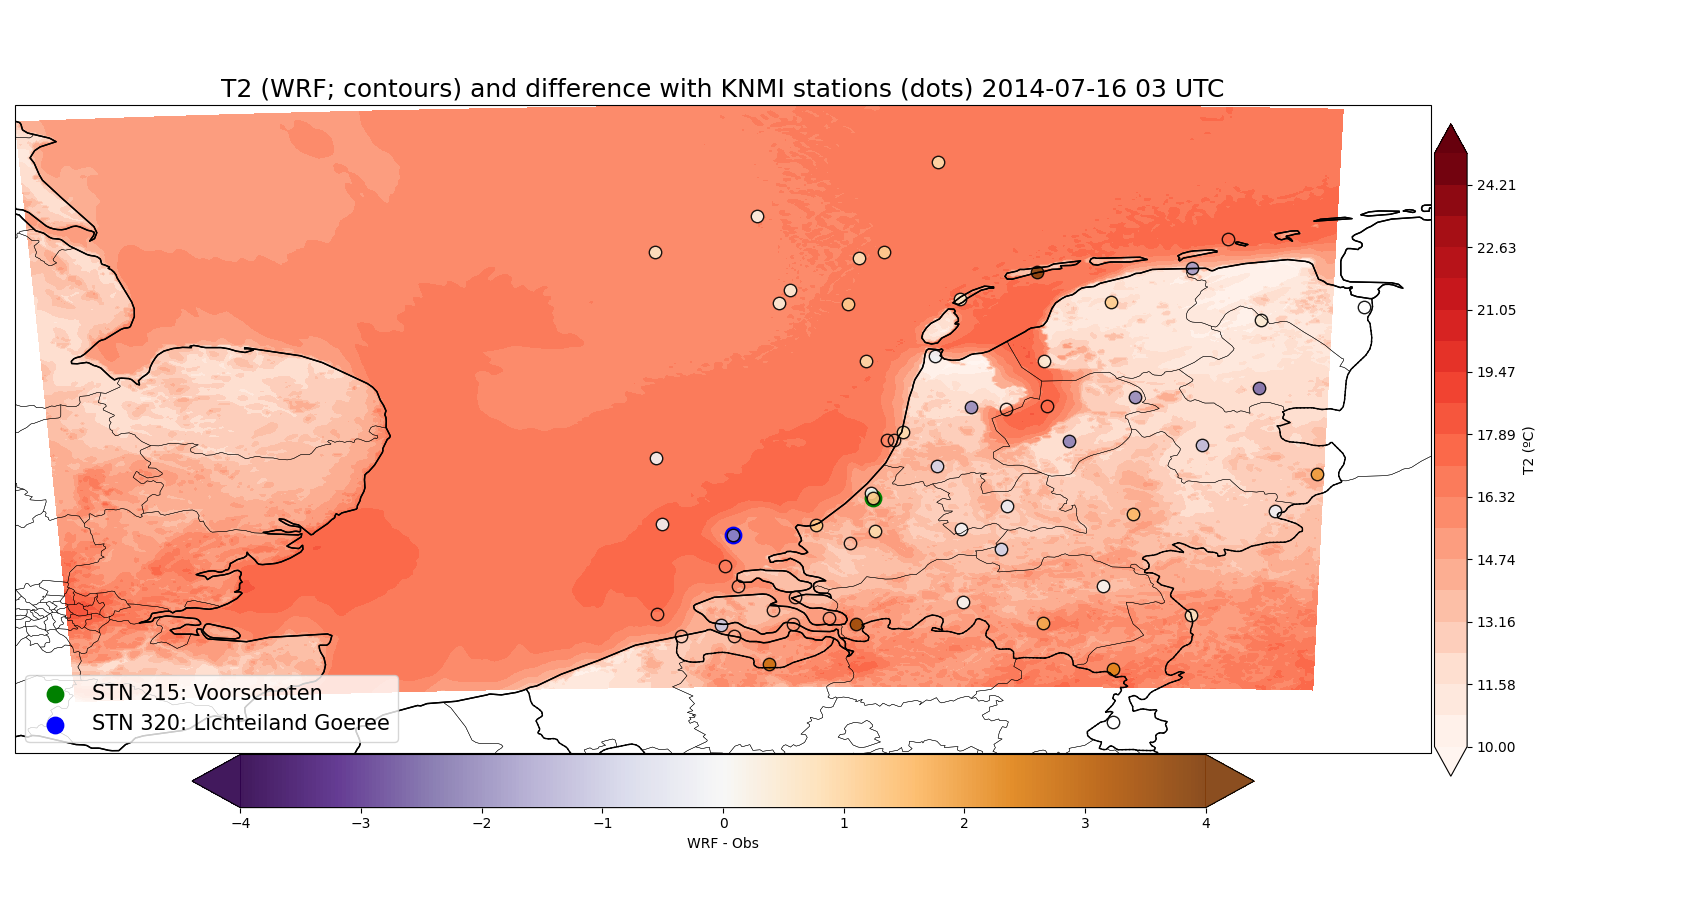 T2 (WRF; contours) and difference with KNMI stations (dots) 2014-07-16 03 UTC
24.21
22.63
21.05
19.47
17.89
16.32
14.74
13.16
11.58
10.00
T2 (ºC)
STN 215: Voorschoten
STN 320: Lichteiland Goeree
−4 −3 −2 −1 0 1 2 3 4
WRF - Obs